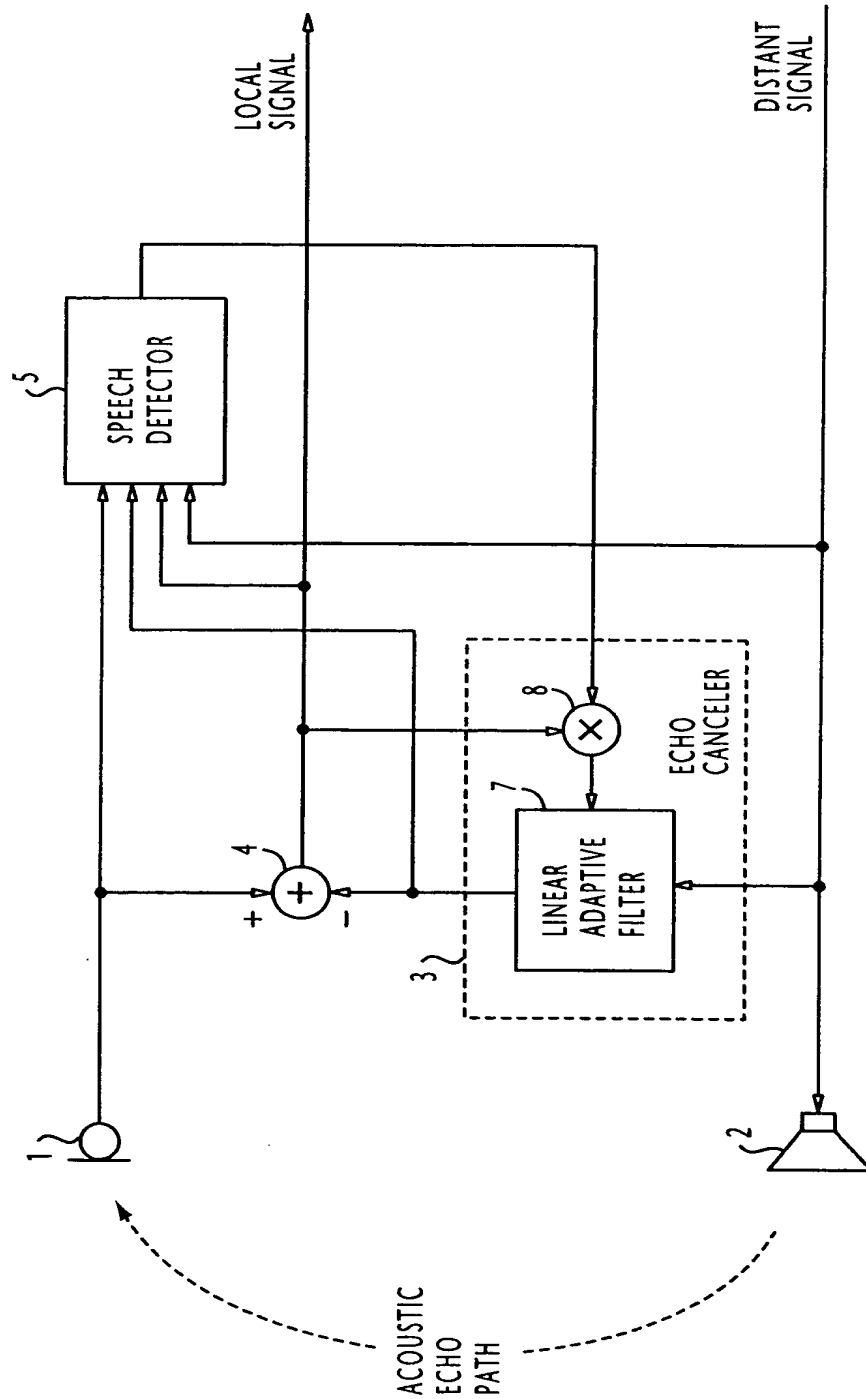 5
SPEECH
DETECTOR
LOCAL
SIGNAL
1
4
+
+
-
8
×
ECHO
CANCELER
7
LINEAR
ADAPTIVE
FILTER
3
2
DISTANT
SIGNAL
ACOUSTIC
ECHO
PATH